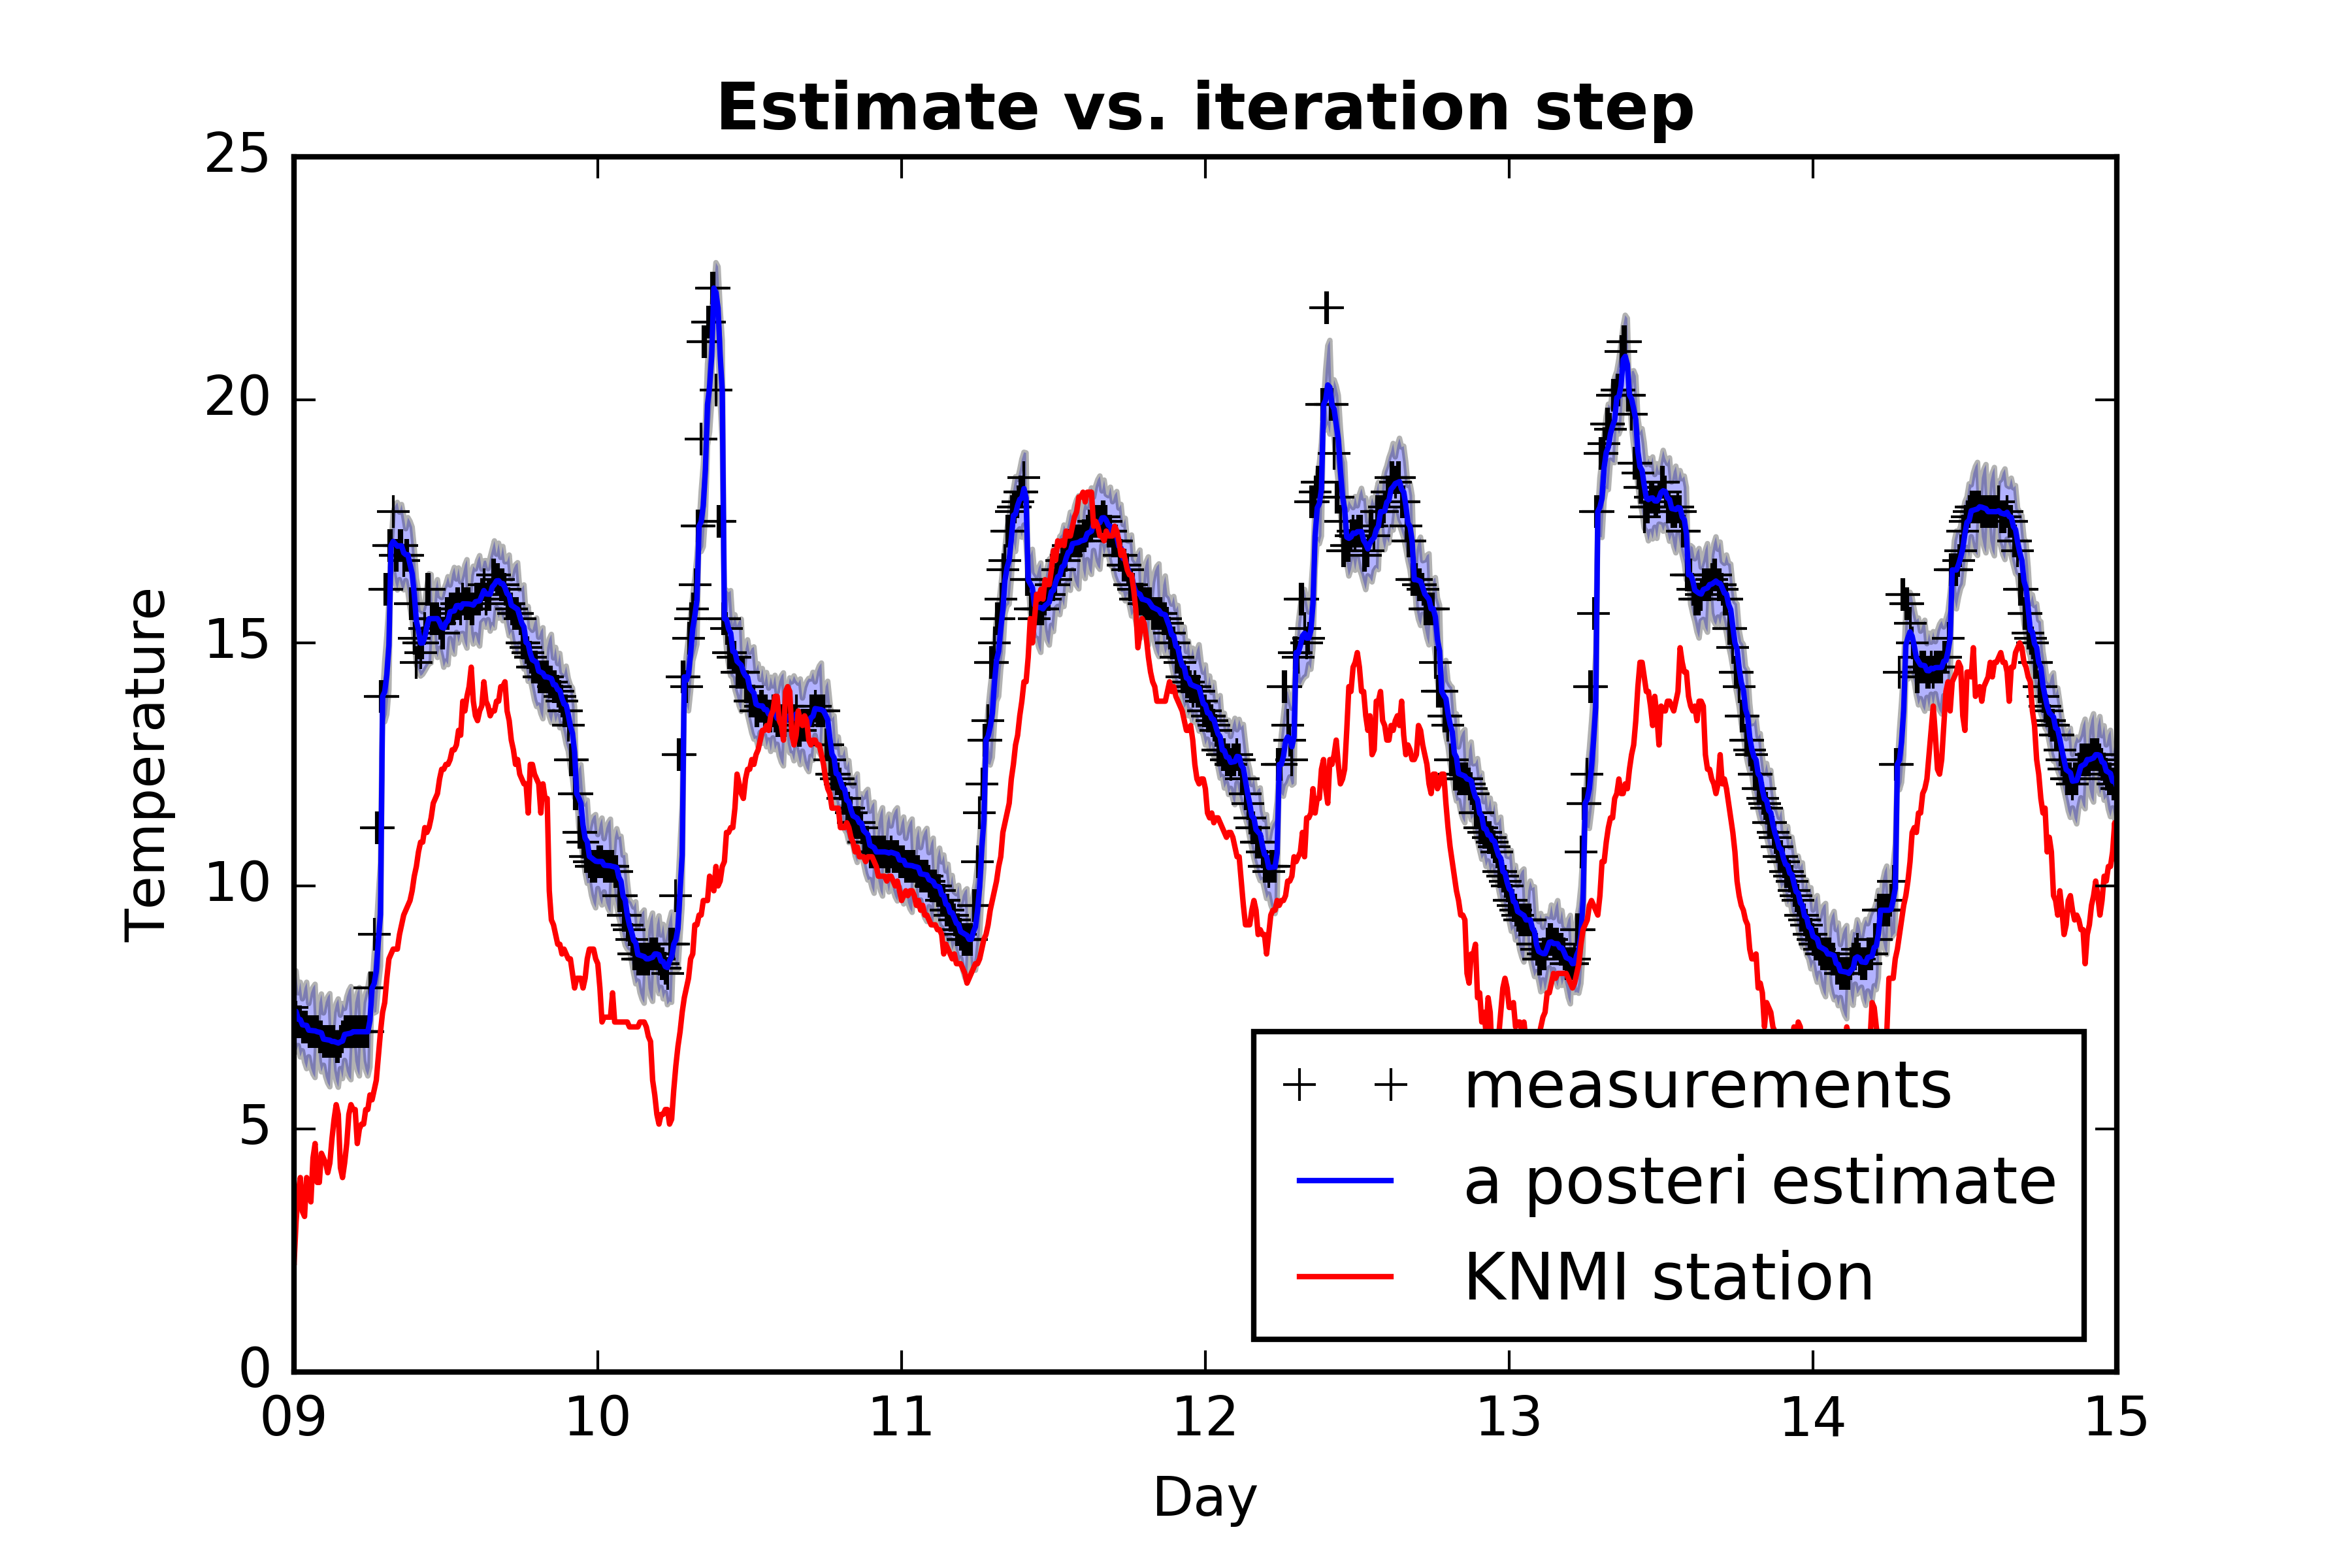 Estimate vs. iteration step
25
20
15
10
5
0
Temperature
09 10 11 12 13 14 15
Day
measurements
a posteri estimate
KNMI station